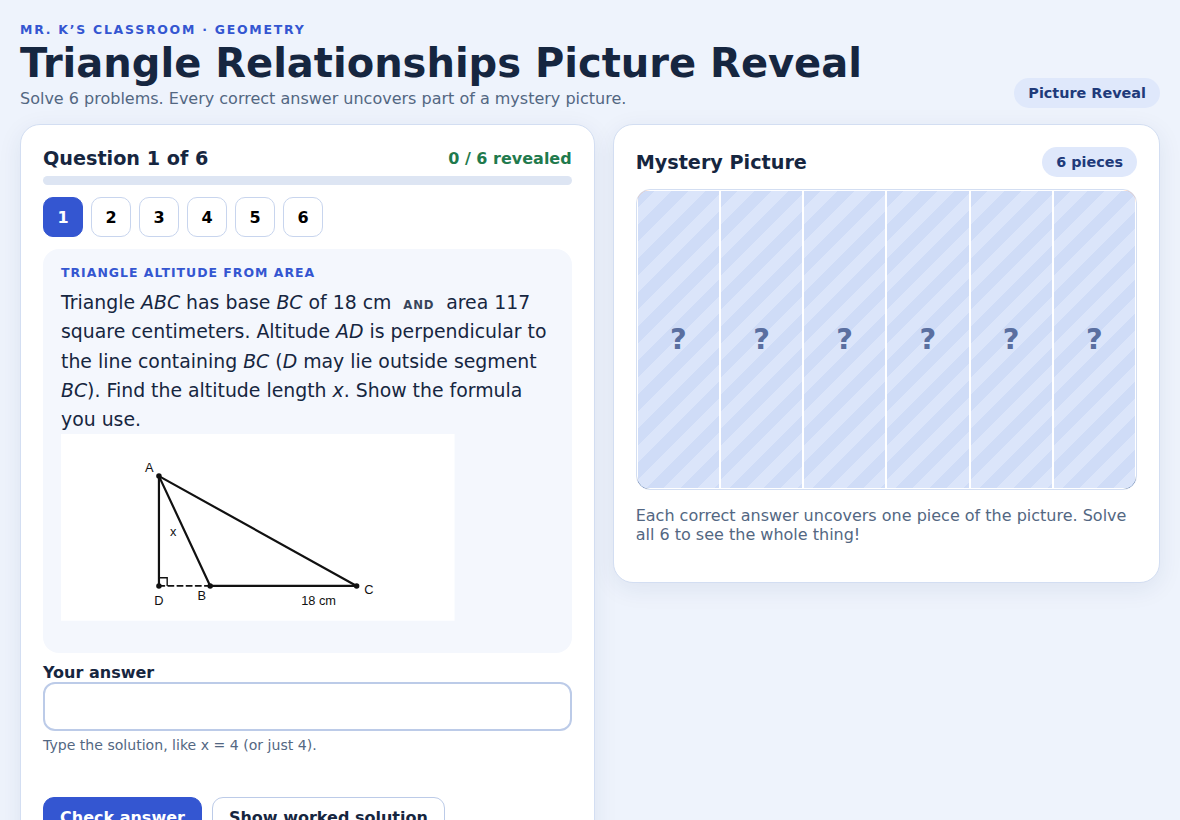 MR. K’S CLASSROOM · GEOMETRY
Triangle Relationships Picture Reveal
Solve 6 problems. Every correct answer uncovers part of a mystery picture.
Picture Reveal
Question 1 of 6
0 / 6 revealed
1 2 3 4 5 6
TRIANGLE ALTITUDE FROM AREA
Triangle ABC has base BC of 18 cm AND area 117
square centimeters. Altitude AD is perpendicular to
the line containing BC (D may lie outside segment
BC). Find the altitude length x. Show the formula
you use.
A
x
D
B
18 cm
C
Your answer
Type the solution, like x = 4 (or just 4).
Check answer
Show worked solution
Mystery Picture
6 pieces
? ? ? ? ? ?
Each correct answer uncovers one piece of the picture. Solve
all 6 to see the whole thing!